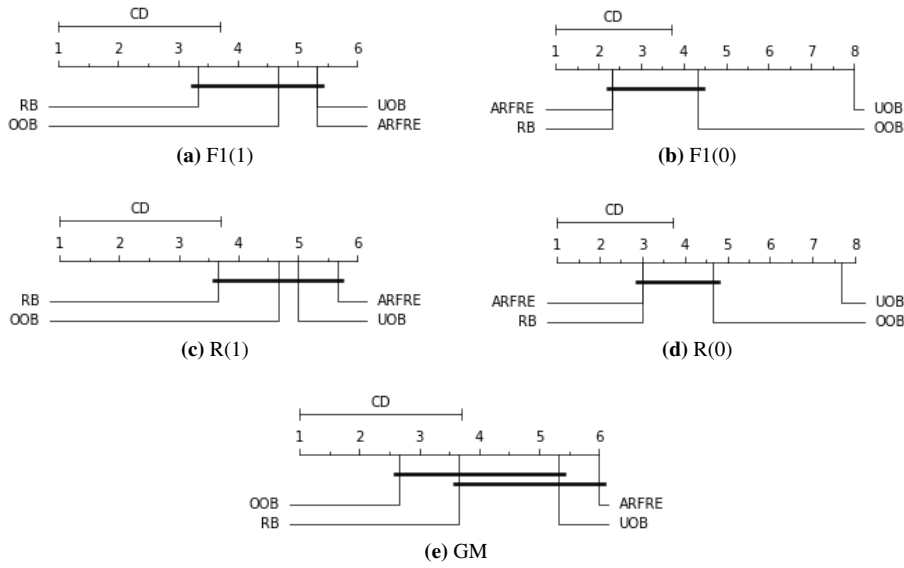 CD CD
1 2 3 4 5 6 1 2 3 4 5 6 7 8
RB UOB ARFRE UOB
OOB ARFRE RB OOB
(a) F1(1) (b) F1(0)
CD CD
1 2 3 4 5 6 1 2 3 4 5 6 7 8
RB ARFRE ARFRE UOB
OOB UOB RB OOB
(c) R(1) (d) R(0)
CD
1 2 3 4 5 6
OOB ARFRE
RB UOB
(e) GM